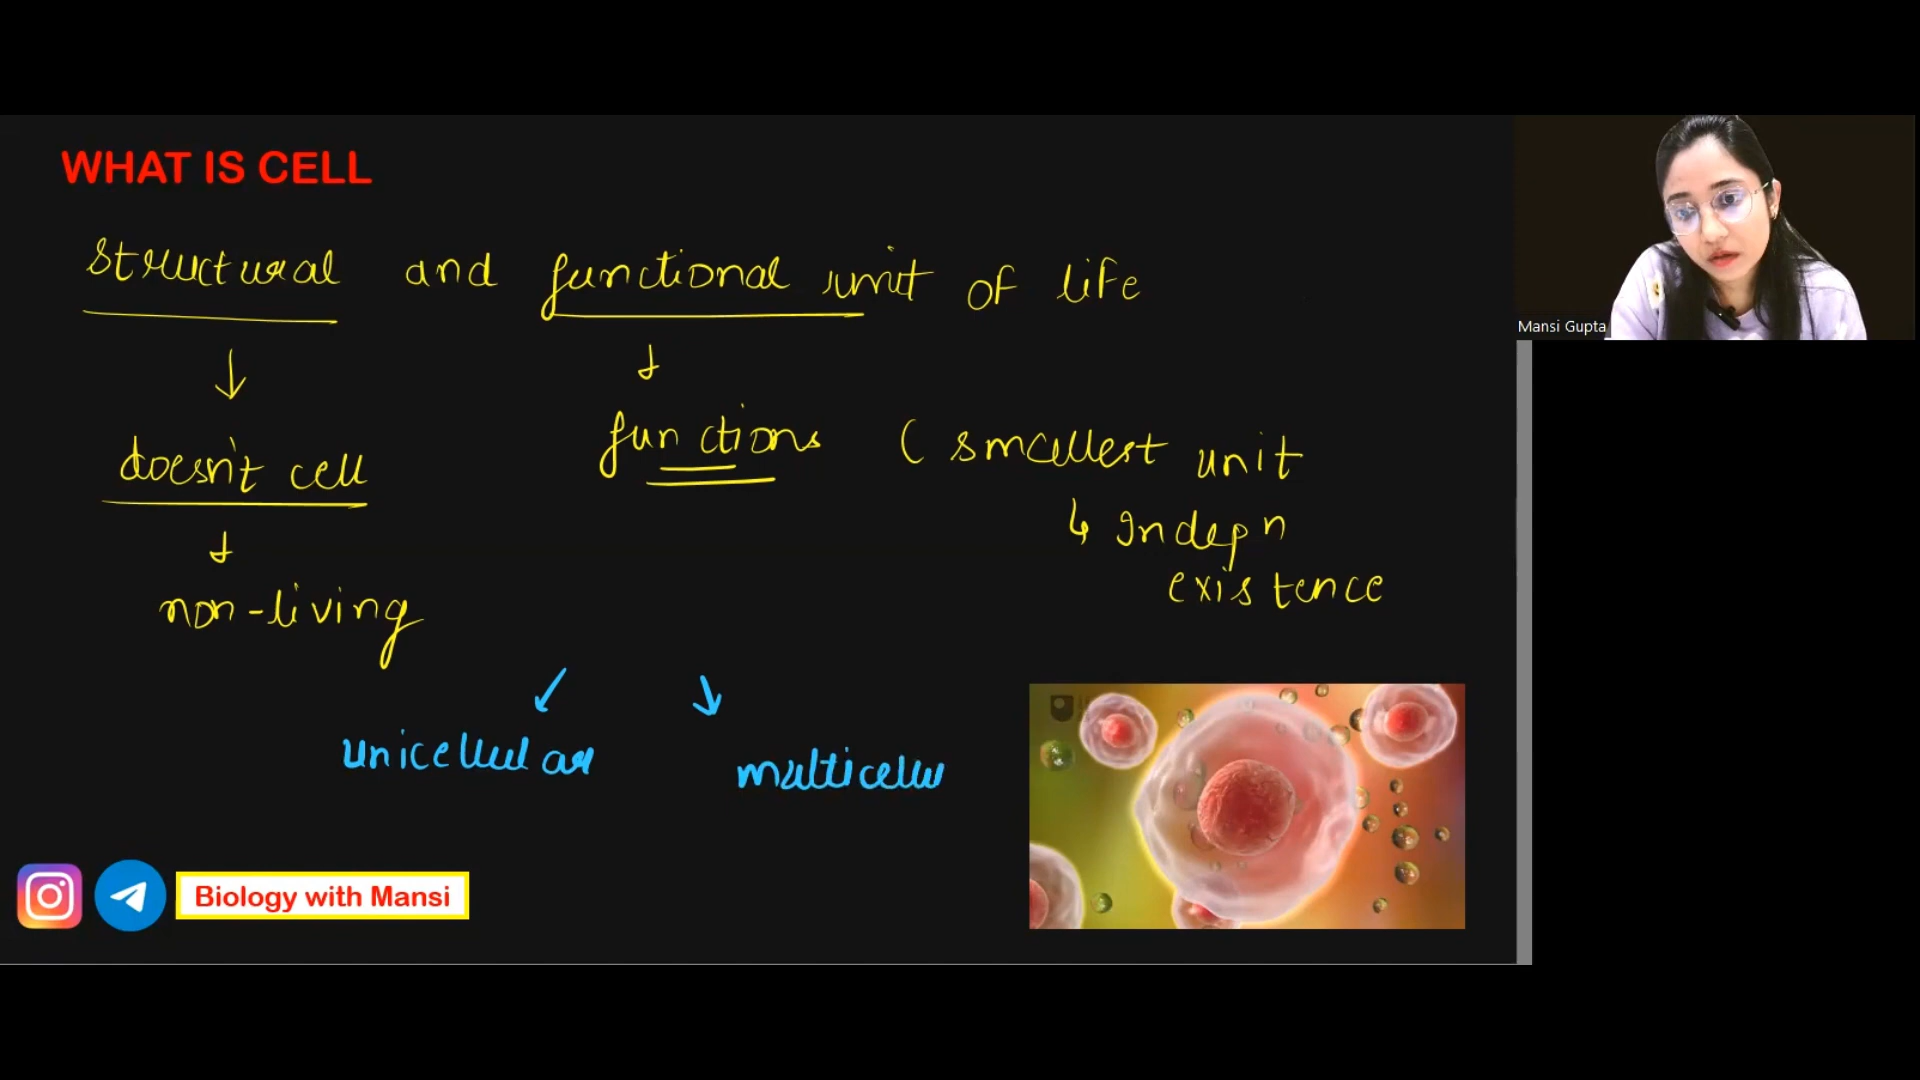 WHAT IS CELL
structural and functional unit of life
doesn't cell
functions ( smallest unit
Indepn
existence
non-living
unicellular
multicellu
Biology with Mansi
Mansi Gupta